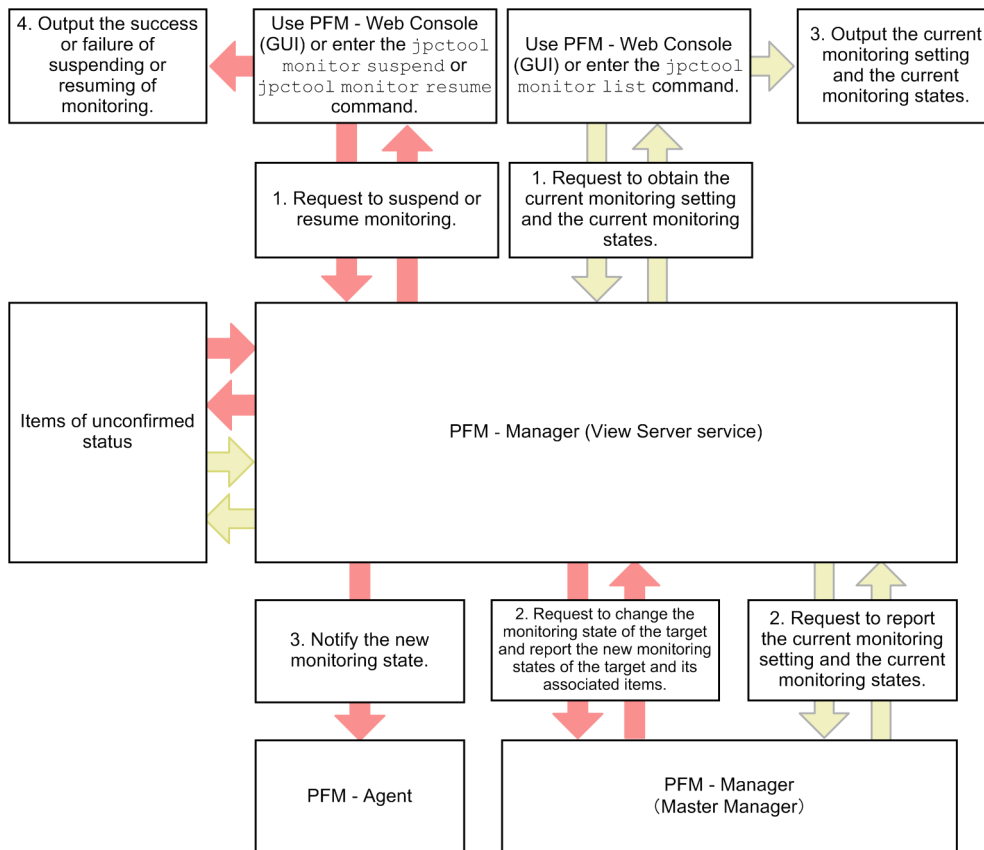 4. Output the success
or failure of
suspending or
resuming of
monitoring.
Use PFM - Web Console
(GUI) or enter the jpctool
monitor suspend or
jpctool monitor resume
command.
Use PFM - Web Console
(GUI) or enter the jpctool
monitor list command.
3. Output the current
monitoring setting
and the current
monitoring states.
1. Request to suspend or
resume monitoring.
1. Request to obtain the
current monitoring setting
and the current monitoring
states.
Items of unconfirmed
status
PFM - Manager (View Server service)
3. Notify the new
monitoring state.
2. Request to change the
monitoring state of the target
and report the new monitoring
states of the target and its
associated items.
2. Request to report
the current monitoring
setting and the current
monitoring states.
PFM - Agent
PFM - Manager
（Master Manager）